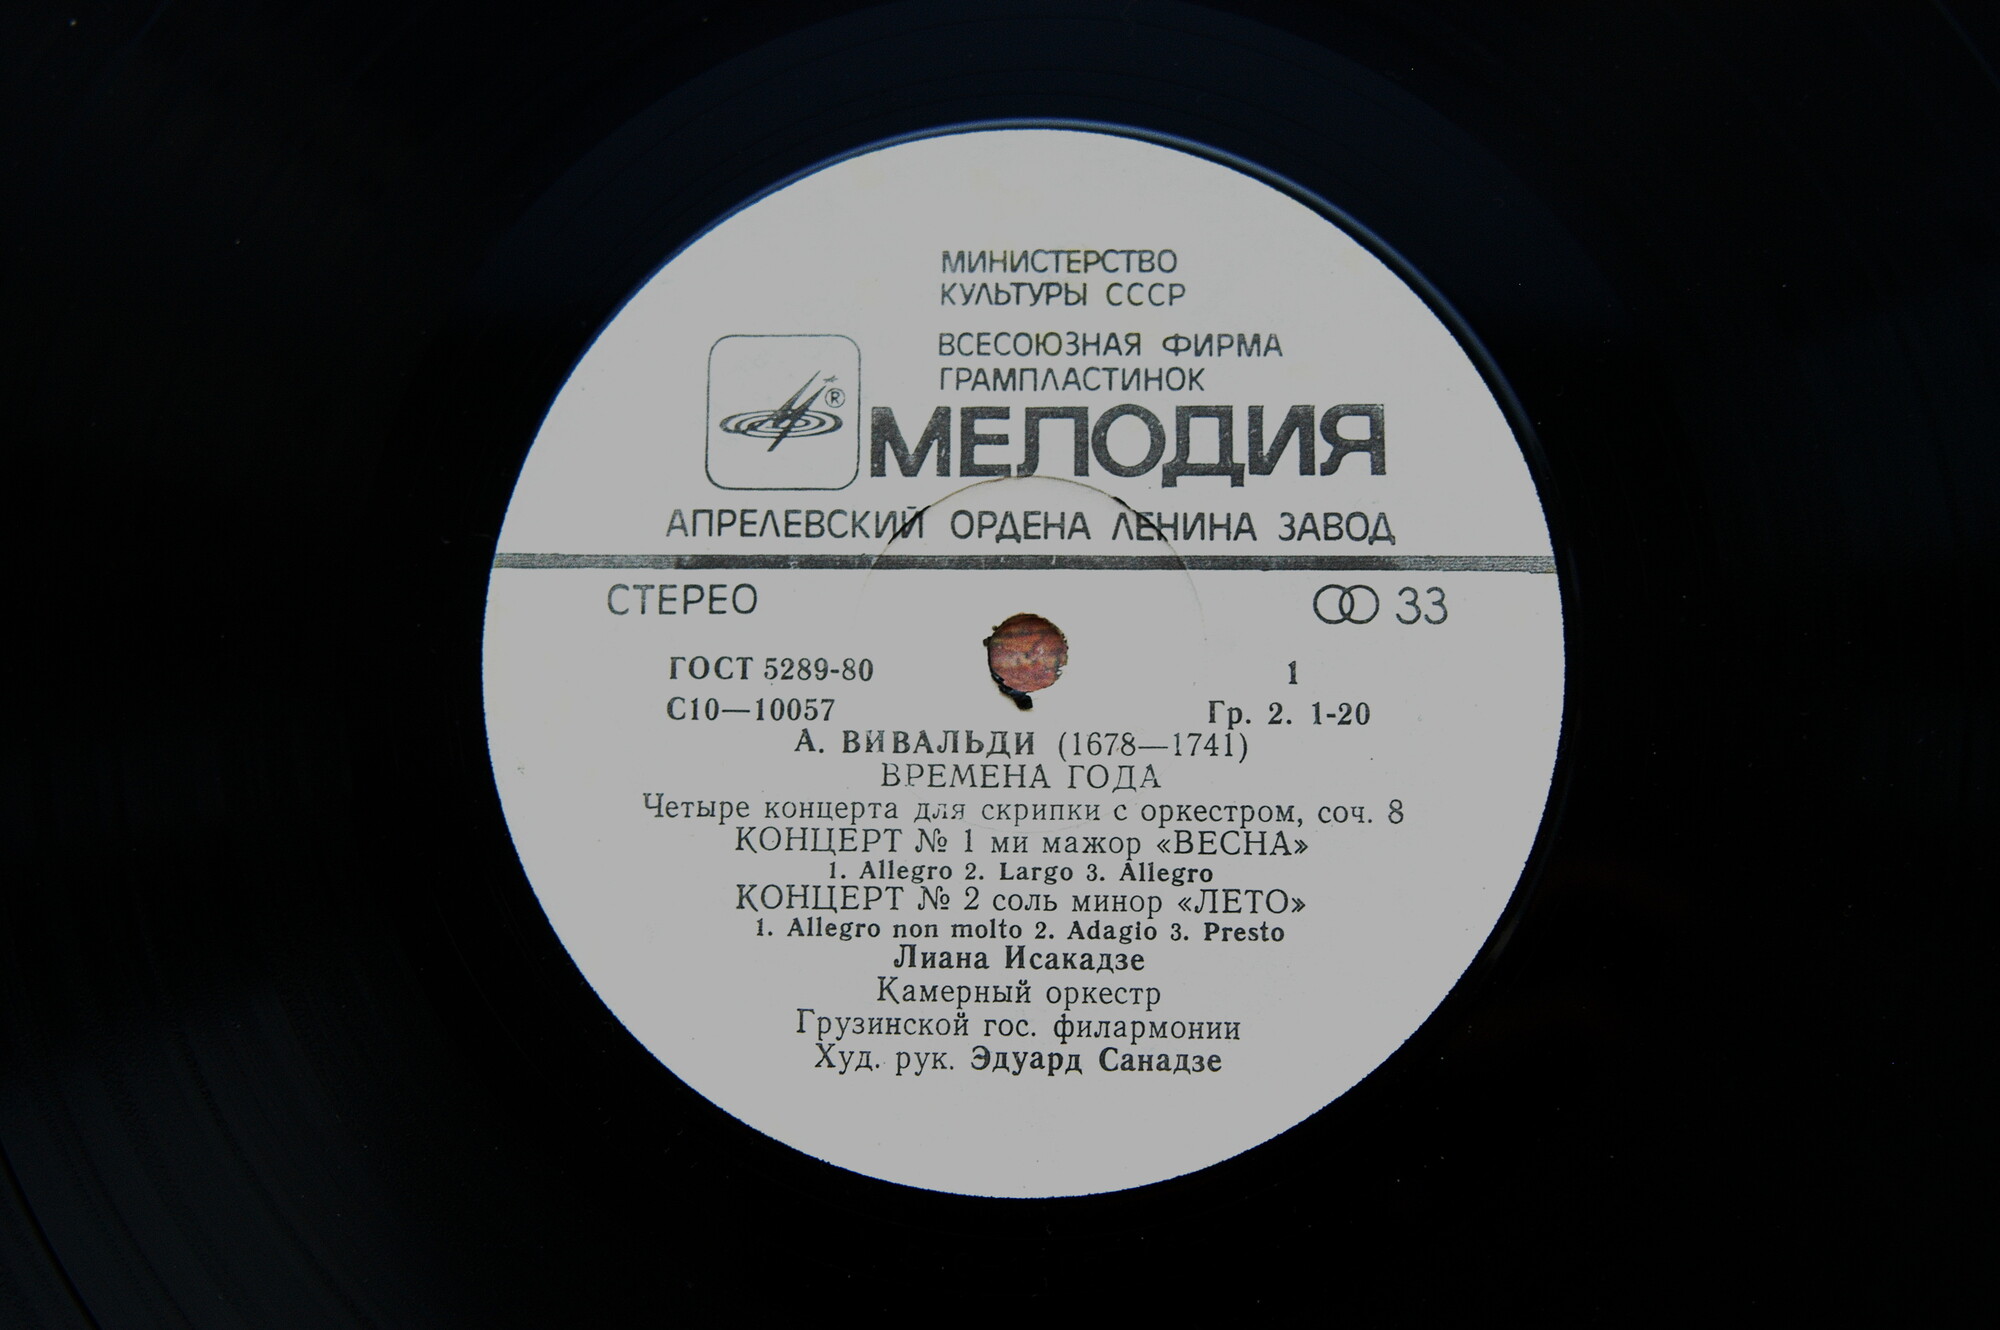 МИНИСТЕРСТВО
КУЛЬТУРЫ СССР
ВСЕСОЮЗНАЯ ФИРМА
ГРАМПЛАСТИНОК
®
МЕЛОДИЯ
АПРЕЛЕВСКИЙ ОРДЕНА ЛЕНИНА ЗАВОД
СТЕРЕО 33
ГОСТ 5289-80 1
С10—10057 Гр. 2. 1-20
А. ВИВАЛЬДИ (1678—1741)
ВРЕМЕНА ГОДА
Четыре концерта для скрипки с оркестром, соч. 8
КОНЦЕРТ № 1 ми мажор «ВЕСНА»
1. Allegro 2. Largo 3. Allegro
КОНЦЕРТ № 2 соль минор «ЛЕТО»
1. Allegro non molto 2. Adagio 3. Presto
Лиана Исакадзе
Камерный оркестр
Грузинской гос. филармонии
Худ. рук. Эдуард Санадзе